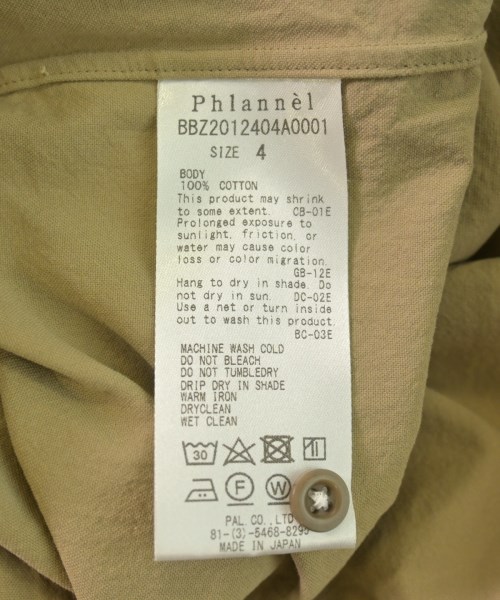 Phlannèl
BBZ2012404A0001
SIZE 4
BODY
100% COTTON
This product may shrink
to some extent. CB-01E
Prolonged exposure to
sunlight, friction, or
water may cause color
loss or color migration.
GB-12E
Hang to dry in shade. Do
not dry in sun. DC-02E
Use a net or turn inside
out to wash this product.
BC-03E
MACHINE WASH COLD
DO NOT BLEACH
DO NOT TUMBLEDRY
DRIP DRY IN SHADE
WARM IRON
DRYCLEAN
WET CLEAN
30
F W
PAL.CO.,LTD
81-(3)-5468-829
MADE IN JAPAN